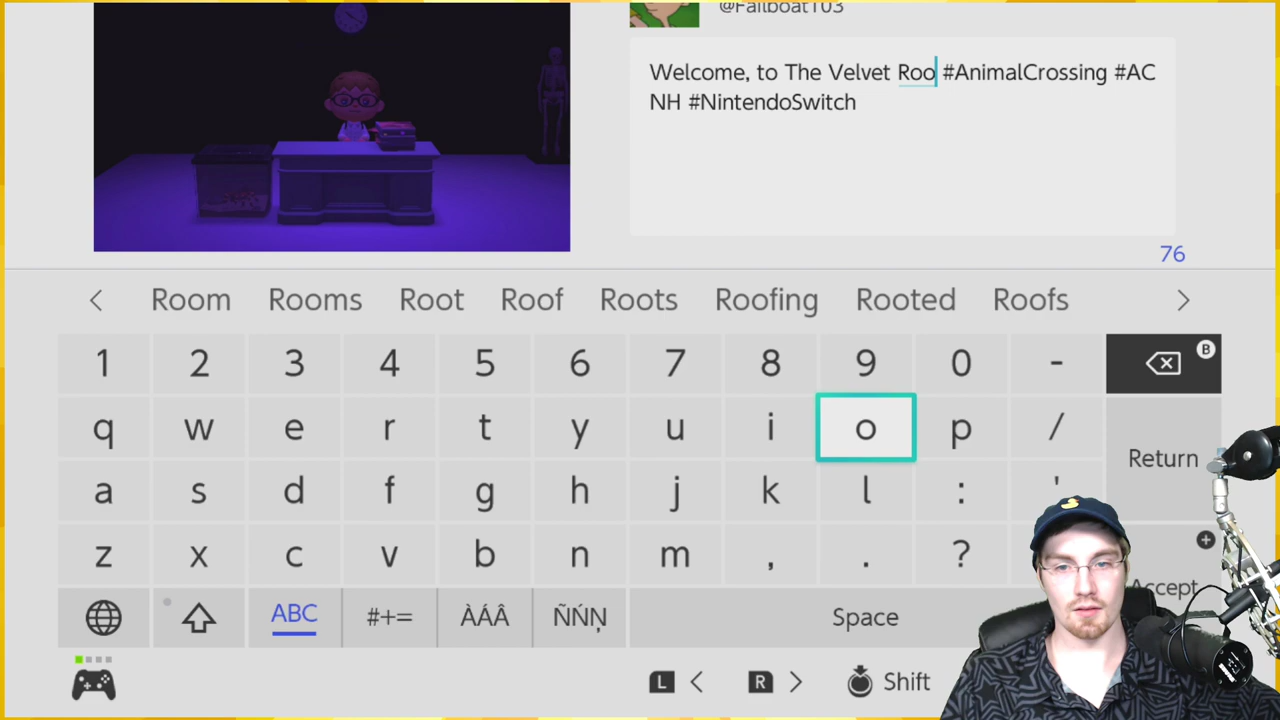 @Failboat103
Welcome, to The Velvet Roo #AnimalCrossing #AC
NH #NintendoSwitch
76
< Room Rooms Root Roof Roots Roofing Rooted Roofs >
1 2 3 4 5 6 7 8 9 0 - B
q w e r t y u i o p /
Return
a s d f g h j k l : '
z x c v b n m , . ? +
Accept
ABC #+= ÀÁÂ ÑŃŅ Space
L < R > Shift